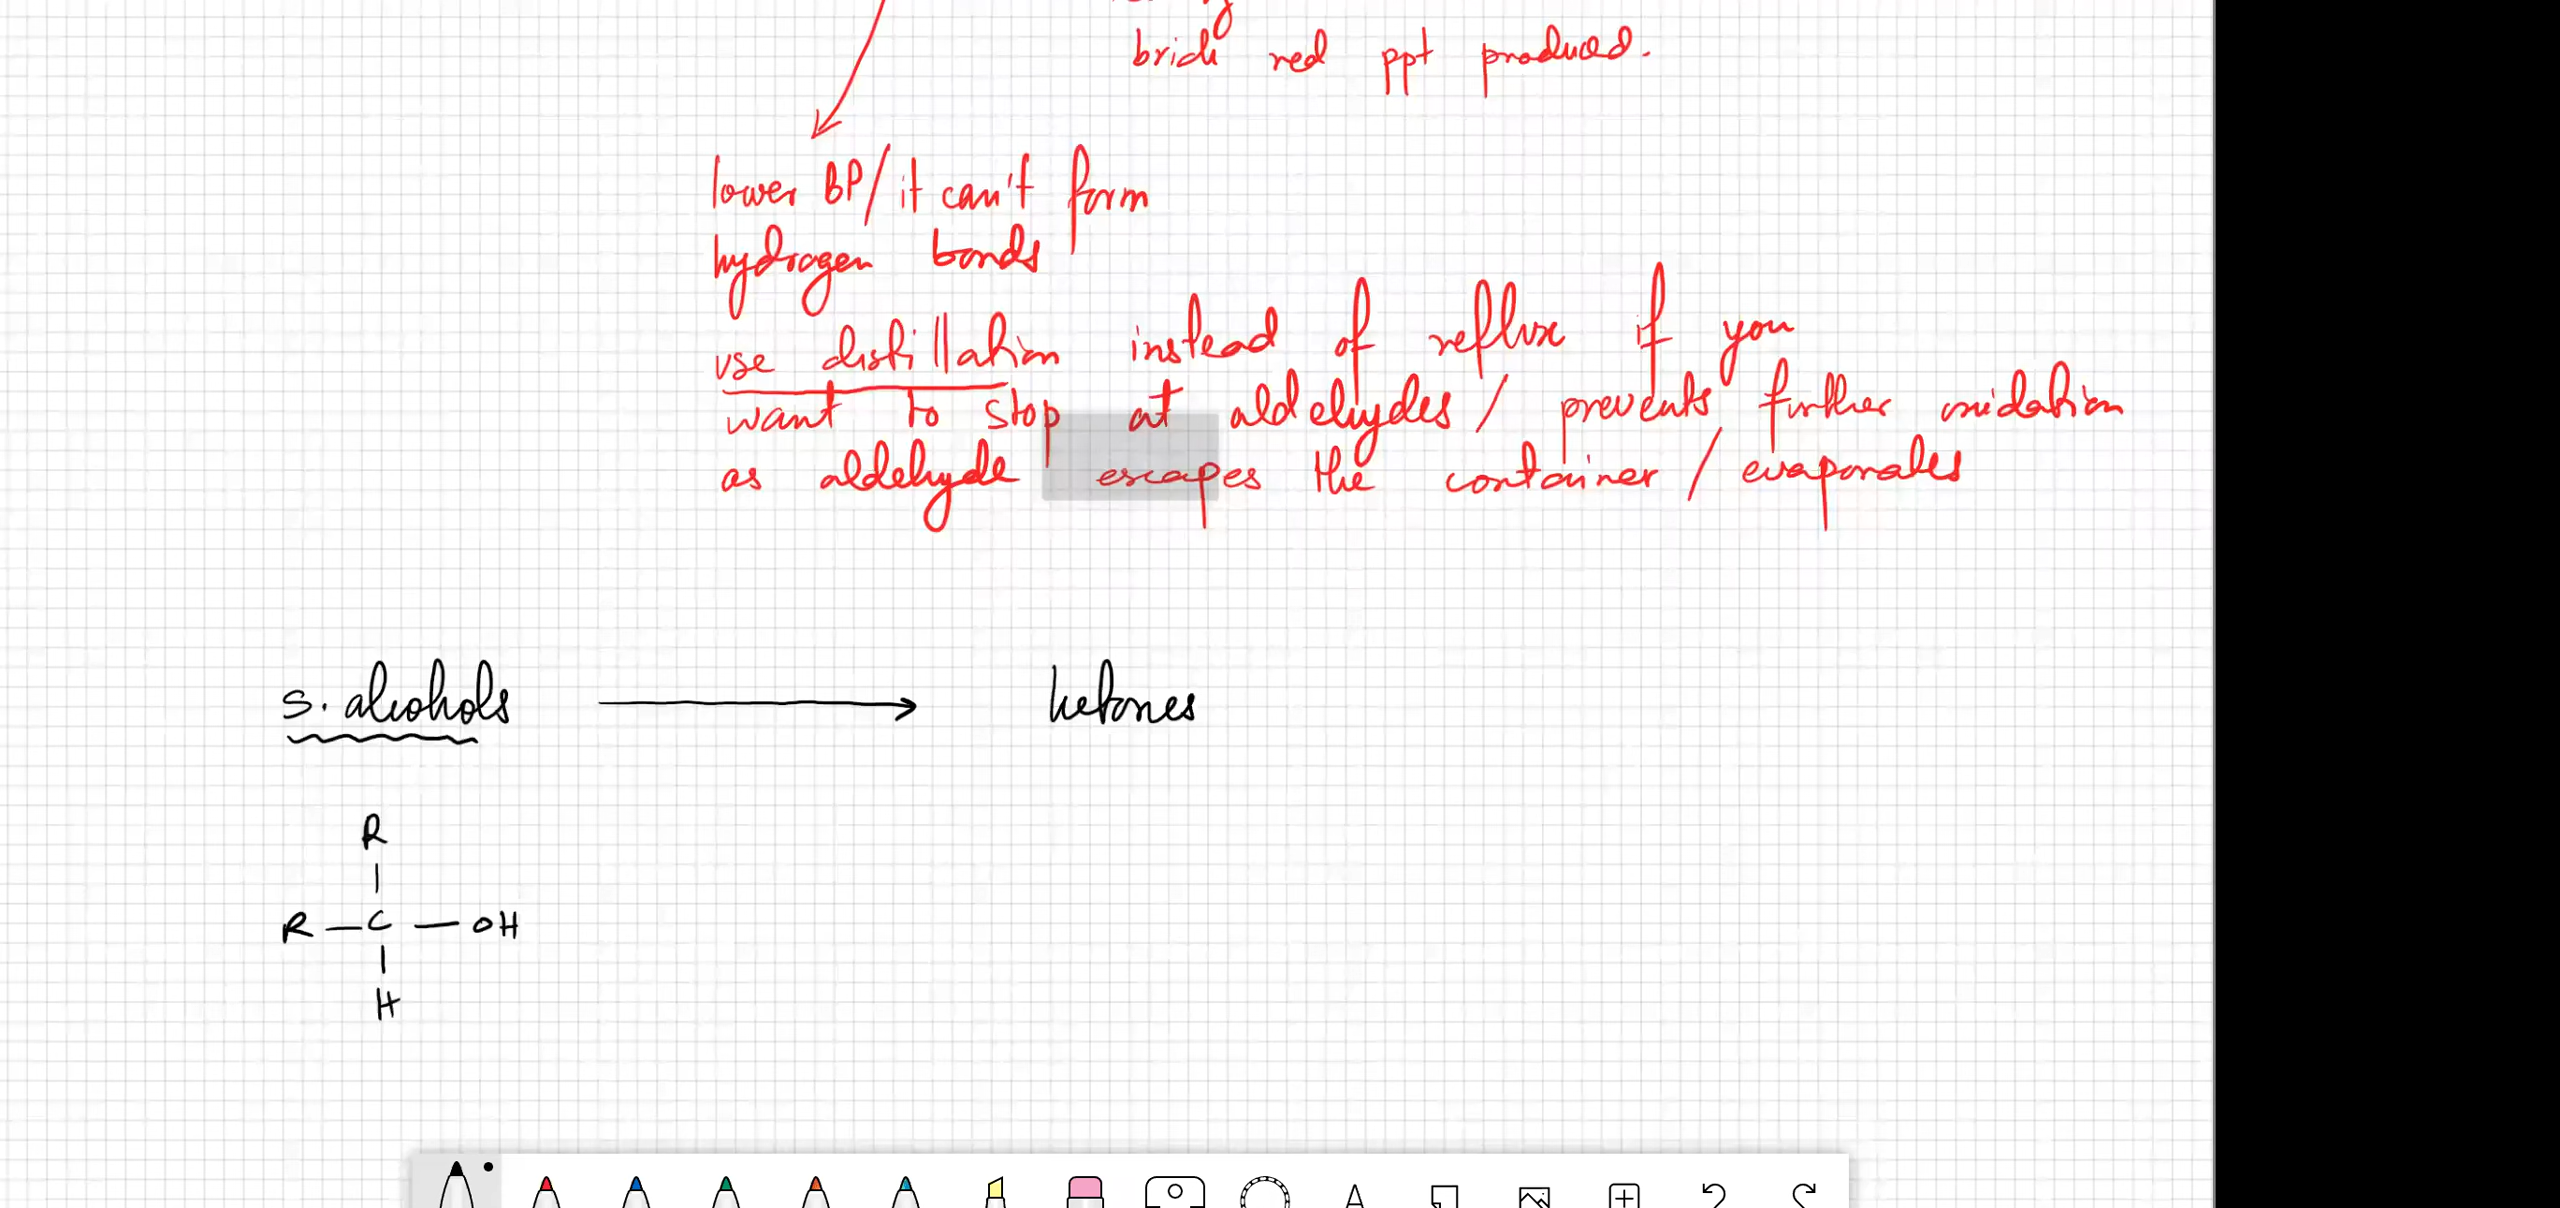 brick red ppt produced.
lower BP/it can't form
hydrogen bonds
use distillation instead of reflux if you
want to stop at aldehydes / prevents further oxidation
as aldehyde escapes the container / evaporates
s. alcohols ⟶ ketones
R
R — C — OH
H